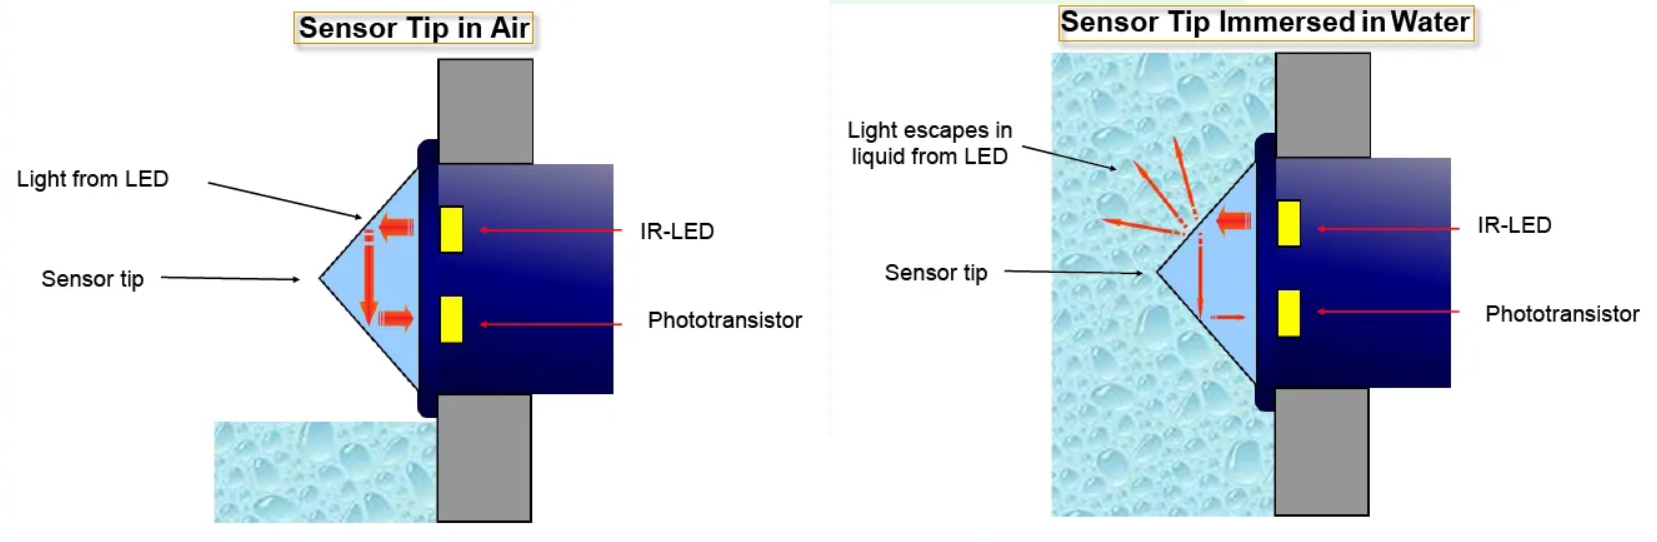 Sensor Tip in Air
Light from LED
Sensor tip
IR-LED
Phototransistor
Sensor Tip Immersed in Water
Light escapes in
liquid from LED
Sensor tip
IR-LED
Phototransistor